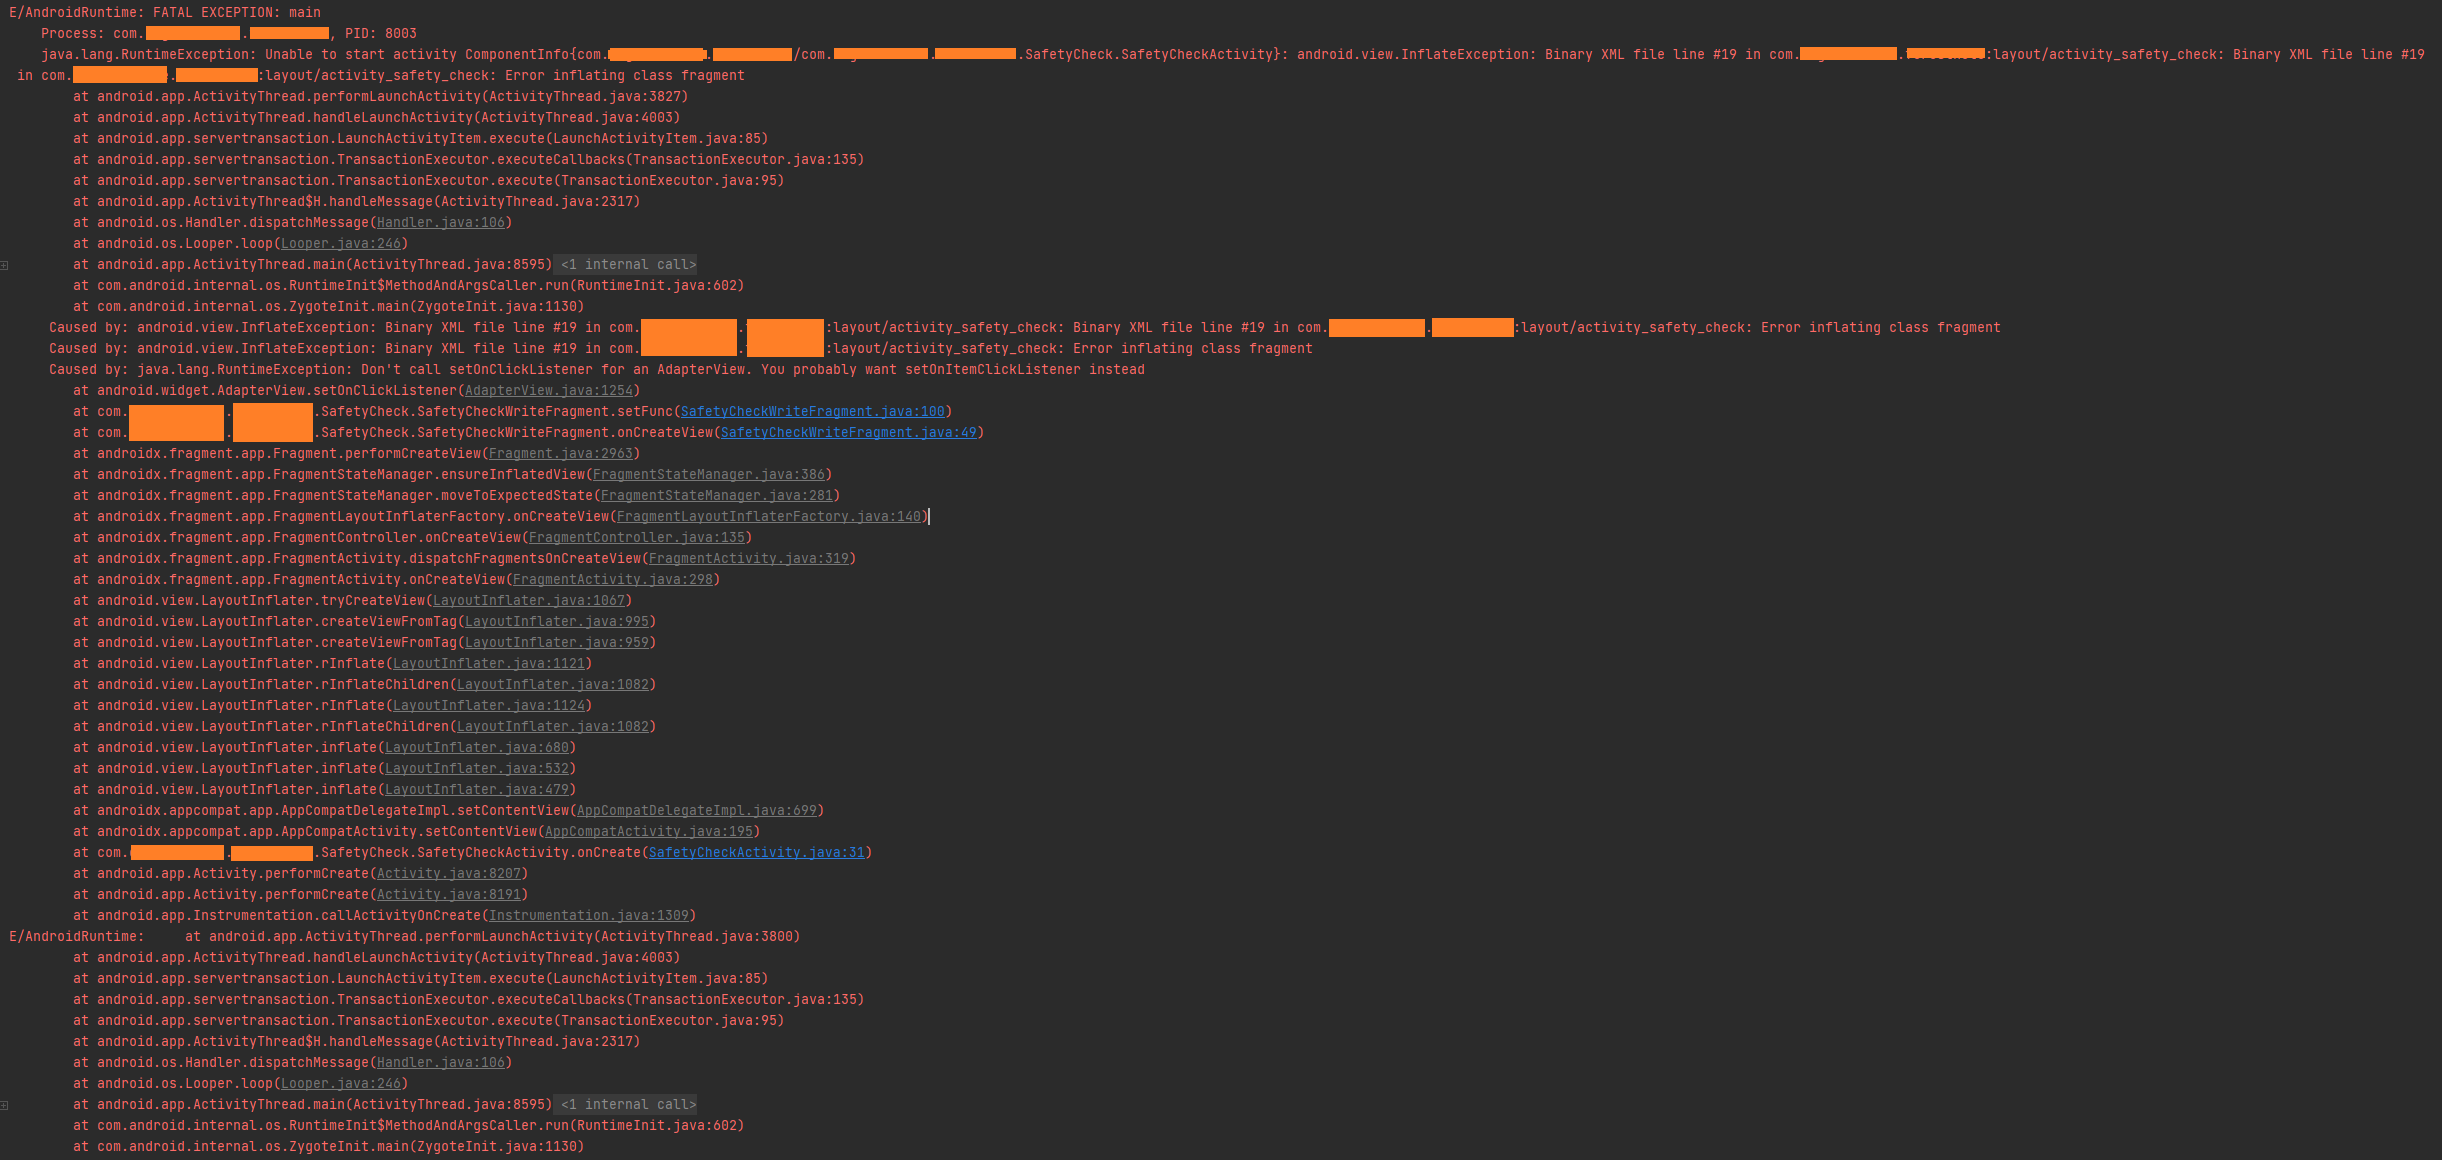 E/AndroidRuntime: FATAL EXCEPTION: main
Process: com. . , PID: 8003
java.lang.RuntimeException: Unable to start activity ComponentInfo{com. . /com. . .SafetyCheck.SafetyCheckActivity}: android.view.InflateException: Binary XML file line #19 in com. . :layout/activity_safety_check: Binary XML file line #19
in com. . :layout/activity_safety_check: Error inflating class fragment
at android.app.ActivityThread.performLaunchActivity(ActivityThread.java:3827)
at android.app.ActivityThread.handleLaunchActivity(ActivityThread.java:4003)
at android.app.servertransaction.LaunchActivityItem.execute(LaunchActivityItem.java:85)
at android.app.servertransaction.TransactionExecutor.executeCallbacks(TransactionExecutor.java:135)
at android.app.servertransaction.TransactionExecutor.execute(TransactionExecutor.java:95)
at android.app.ActivityThread$H.handleMessage(ActivityThread.java:2317)
at android.os.Handler.dispatchMessage(Handler.java:106)
at android.os.Looper.loop(Looper.java:246)
at android.app.ActivityThread.main(ActivityThread.java:8595) <1 internal call>
at com.android.internal.os.RuntimeInit$MethodAndArgsCaller.run(RuntimeInit.java:602)
at com.android.internal.os.ZygoteInit.main(ZygoteInit.java:1130)
Caused by: android.view.InflateException: Binary XML file line #19 in com. . :layout/activity_safety_check: Binary XML file line #19 in com. . :layout/activity_safety_check: Error inflating class fragment
Caused by: android.view.InflateException: Binary XML file line #19 in com. . :layout/activity_safety_check: Error inflating class fragment
Caused by: java.lang.RuntimeException: Don't call setOnClickListener for an AdapterView. You probably want setOnItemClickListener instead
at android.widget.AdapterView.setOnClickListener(AdapterView.java:1254)
at com. . .SafetyCheck.SafetyCheckWriteFragment.setFunc(SafetyCheckWriteFragment.java:100)
at com. . .SafetyCheck.SafetyCheckWriteFragment.onCreateView(SafetyCheckWriteFragment.java:49)
at androidx.fragment.app.Fragment.performCreateView(Fragment.java:2963)
at androidx.fragment.app.FragmentStateManager.ensureInflatedView(FragmentStateManager.java:386)
at androidx.fragment.app.FragmentStateManager.moveToExpectedState(FragmentStateManager.java:281)
at androidx.fragment.app.FragmentLayoutInflaterFactory.onCreateView(FragmentLayoutInflaterFactory.java:140)
at androidx.fragment.app.FragmentController.onCreateView(FragmentController.java:135)
at androidx.fragment.app.FragmentActivity.dispatchFragmentsOnCreateView(FragmentActivity.java:319)
at androidx.fragment.app.FragmentActivity.onCreateView(FragmentActivity.java:298)
at android.view.LayoutInflater.tryCreateView(LayoutInflater.java:1067)
at android.view.LayoutInflater.createViewFromTag(LayoutInflater.java:995)
at android.view.LayoutInflater.createViewFromTag(LayoutInflater.java:959)
at android.view.LayoutInflater.rInflate(LayoutInflater.java:1121)
at android.view.LayoutInflater.rInflateChildren(LayoutInflater.java:1082)
at android.view.LayoutInflater.rInflate(LayoutInflater.java:1124)
at android.view.LayoutInflater.rInflateChildren(LayoutInflater.java:1082)
at android.view.LayoutInflater.inflate(LayoutInflater.java:680)
at android.view.LayoutInflater.inflate(LayoutInflater.java:532)
at android.view.LayoutInflater.inflate(LayoutInflater.java:479)
at androidx.appcompat.app.AppCompatDelegateImpl.setContentView(AppCompatDelegateImpl.java:699)
at androidx.appcompat.app.AppCompatActivity.setContentView(AppCompatActivity.java:195)
at com. . .SafetyCheck.SafetyCheckActivity.onCreate(SafetyCheckActivity.java:31)
at android.app.Activity.performCreate(Activity.java:8207)
at android.app.Activity.performCreate(Activity.java:8191)
at android.app.Instrumentation.callActivityOnCreate(Instrumentation.java:1309)
E/AndroidRuntime: at android.app.ActivityThread.performLaunchActivity(ActivityThread.java:3800)
at android.app.ActivityThread.handleLaunchActivity(ActivityThread.java:4003)
at android.app.servertransaction.LaunchActivityItem.execute(LaunchActivityItem.java:85)
at android.app.servertransaction.TransactionExecutor.executeCallbacks(TransactionExecutor.java:135)
at android.app.servertransaction.TransactionExecutor.execute(TransactionExecutor.java:95)
at android.app.ActivityThread$H.handleMessage(ActivityThread.java:2317)
at android.os.Handler.dispatchMessage(Handler.java:106)
at android.os.Looper.loop(Looper.java:246)
at android.app.ActivityThread.main(ActivityThread.java:8595) <1 internal call>
at com.android.internal.os.RuntimeInit$MethodAndArgsCaller.run(RuntimeInit.java:602)
at com.android.internal.os.ZygoteInit.main(ZygoteInit.java:1130)